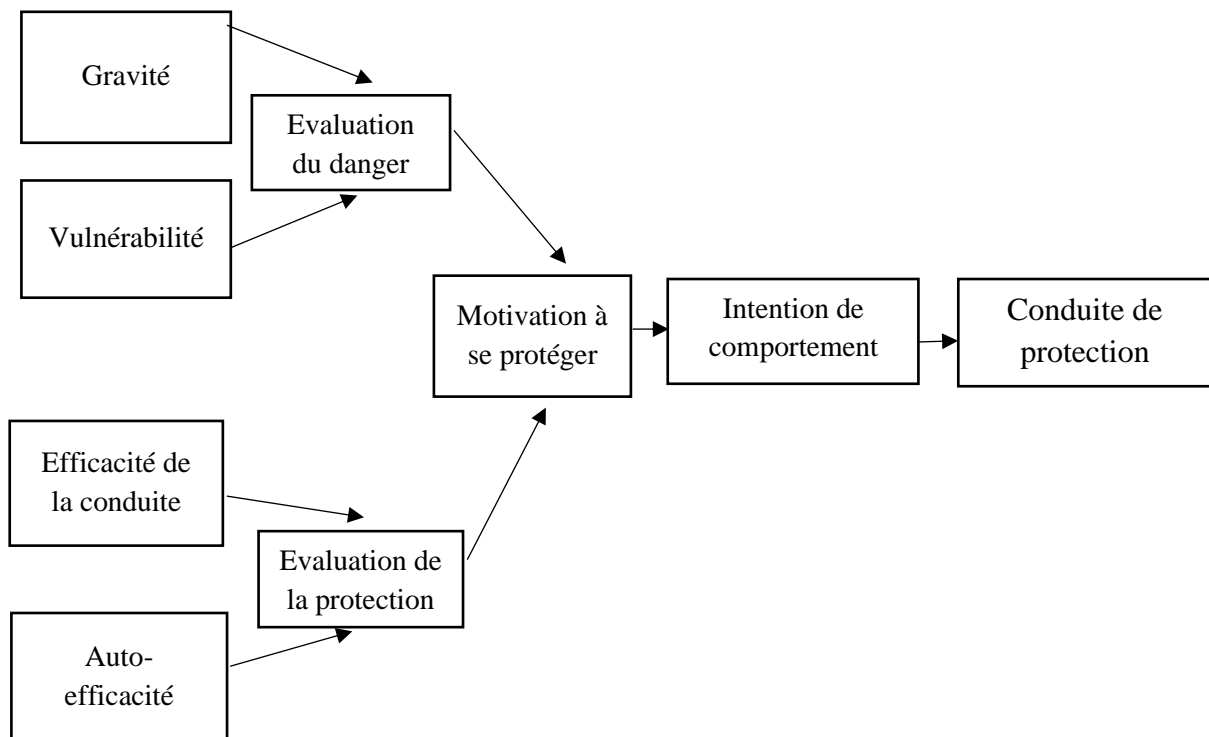 Gravité
Evaluation
du danger
Vulnérabilité
Motivation à
se protéger
Intention de
comportement
Conduite de
protection
Efficacité de
la conduite
Evaluation de
la protection
Auto-
efficacité